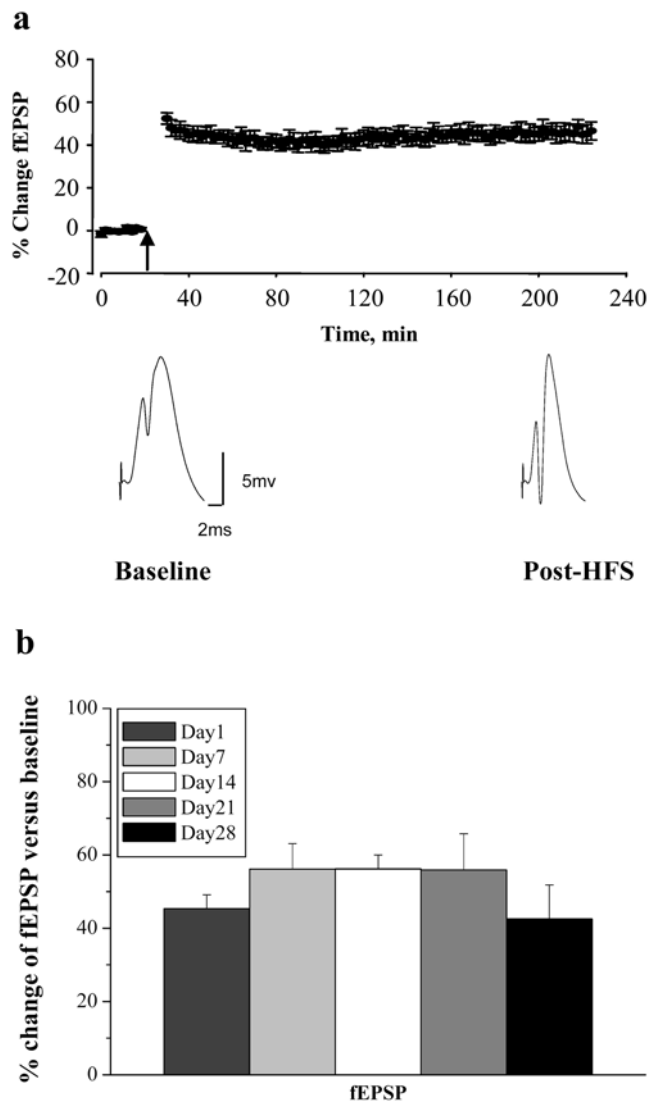 a
% Change fEPSP
80
60
40
20
0
-20
0 40 80 120 160 200 240
Time, min
5mv
2ms
Baseline Post-HFS
b
% change of fEPSP versus baseline
100
80
60
40
20
0
Day1
Day7
Day14
Day21
Day28
fEPSP